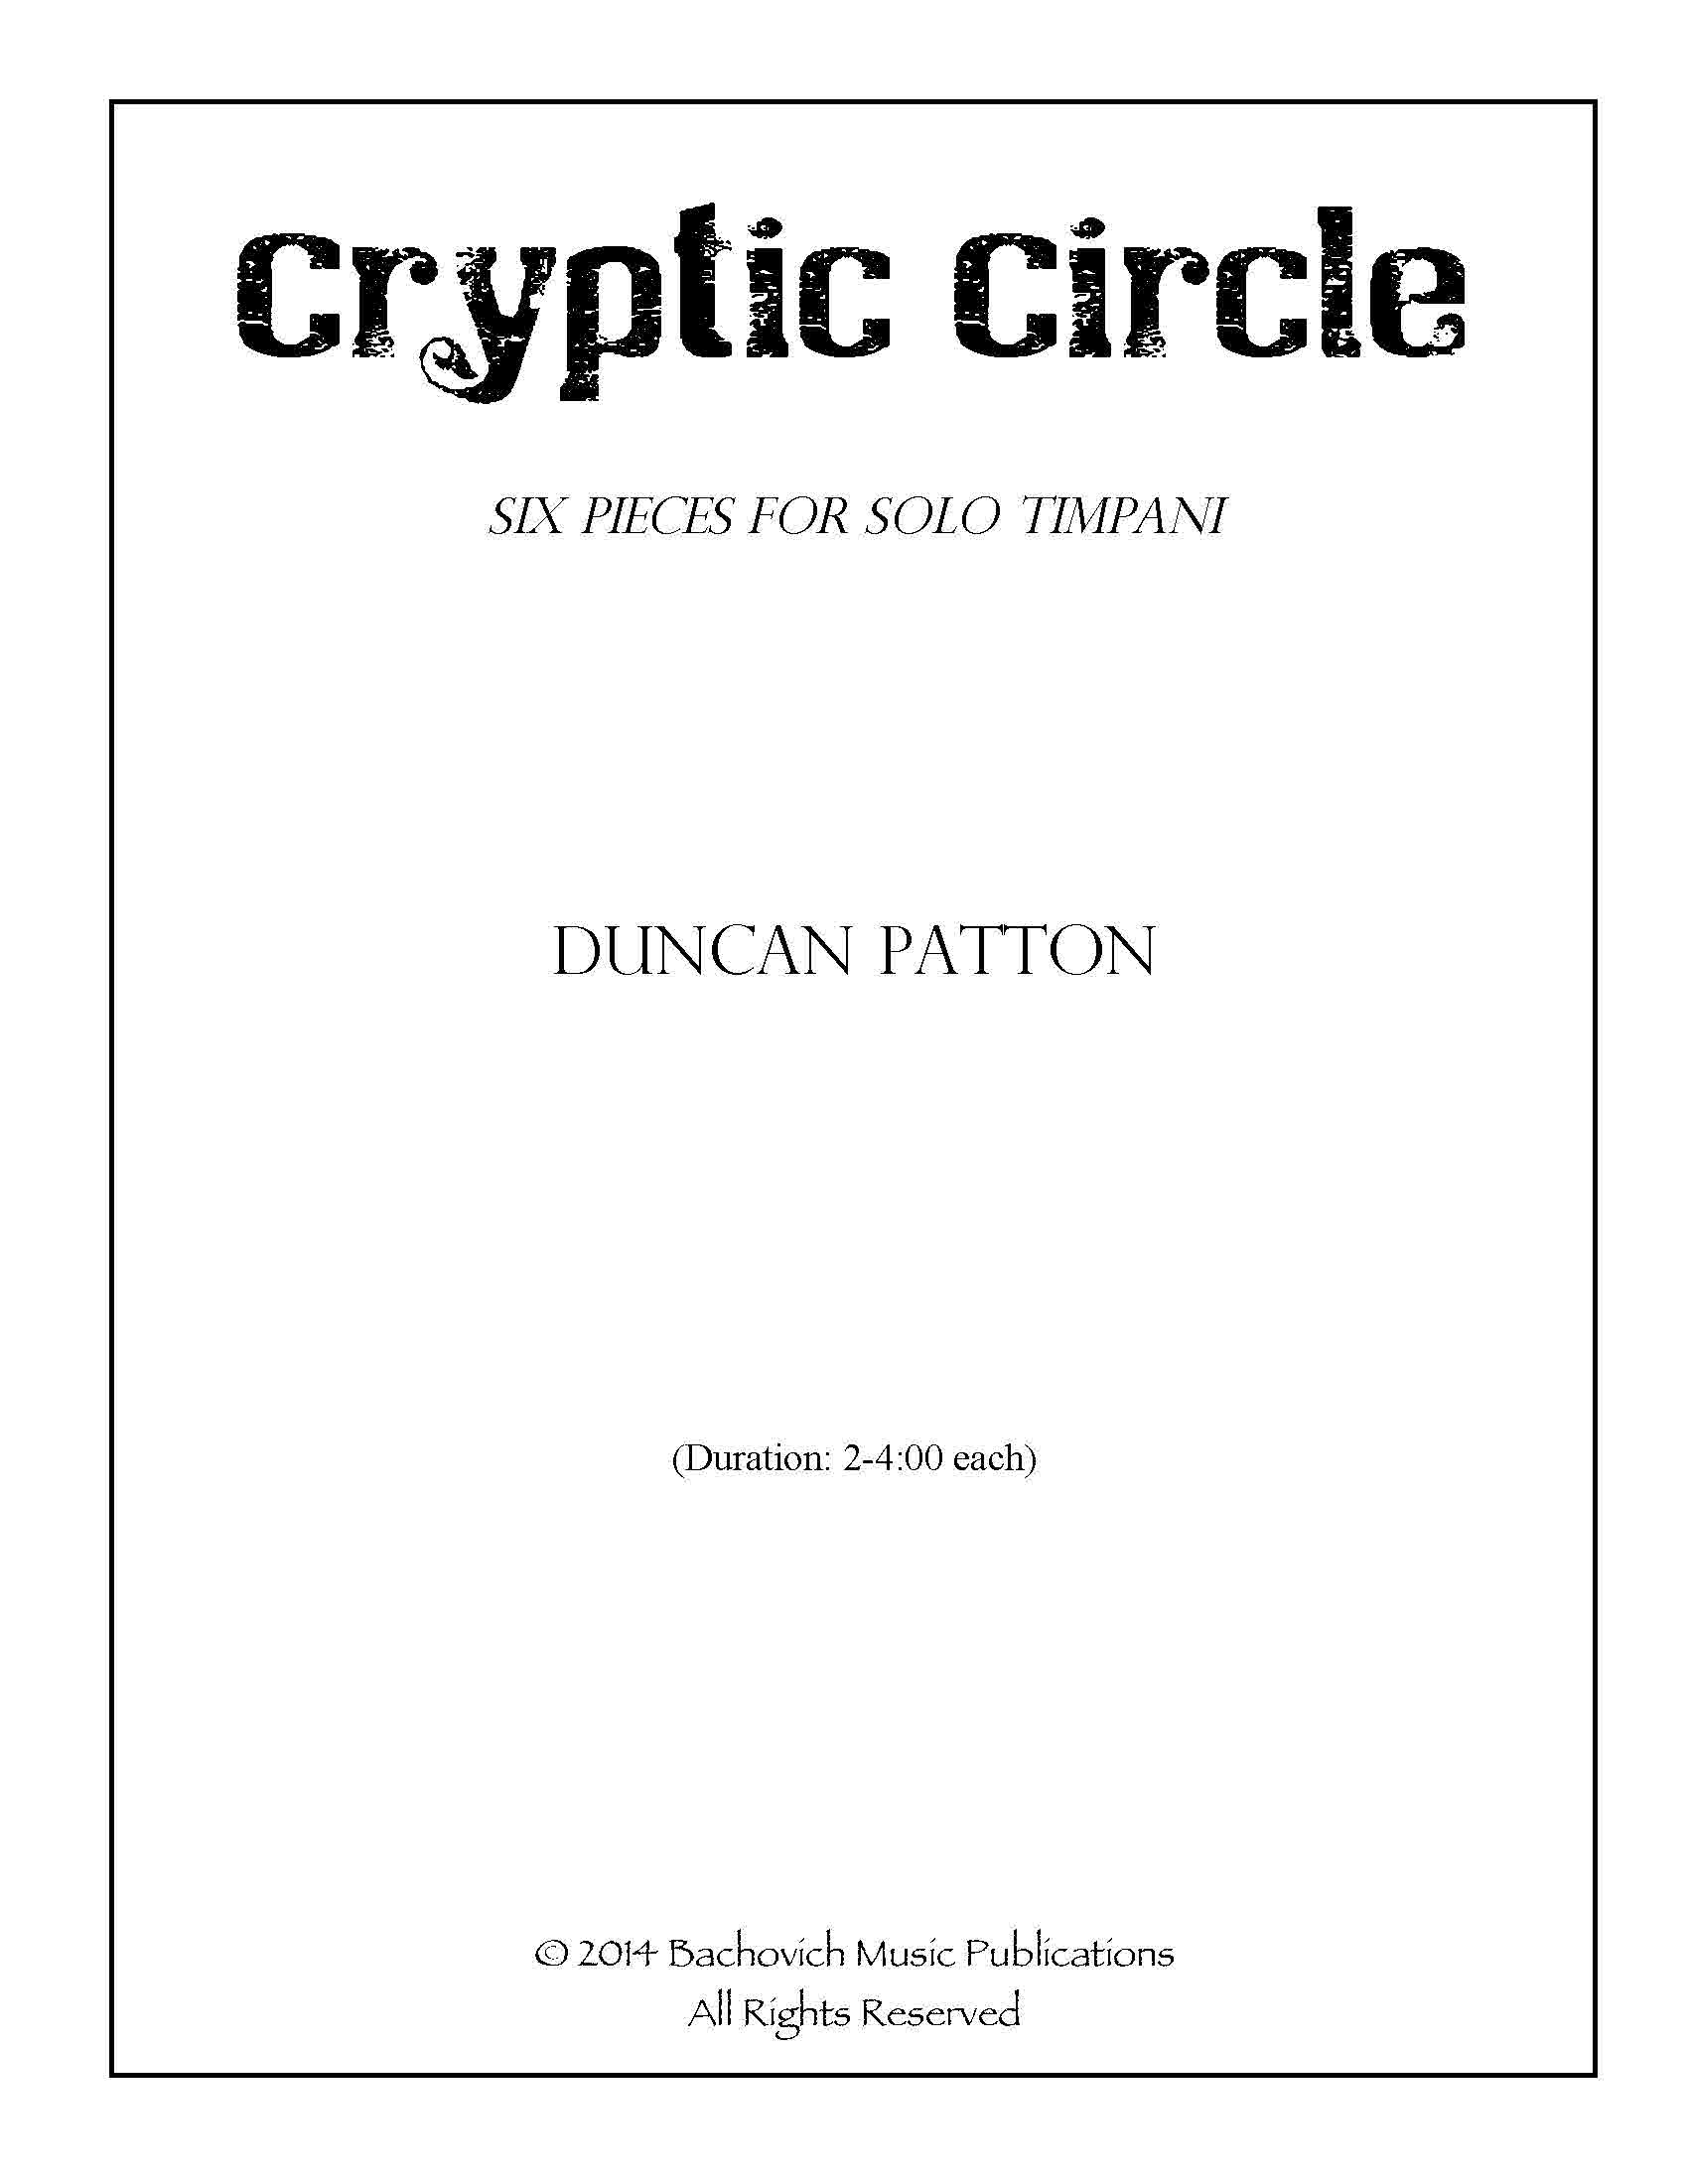 Cryptic Circle
SIX PIECES FOR SOLO TIMPANI
DUNCAN PATTON
(Duration: 2-4:00 each)
© 2014 Bachovich Music Publications
All Rights Reserved